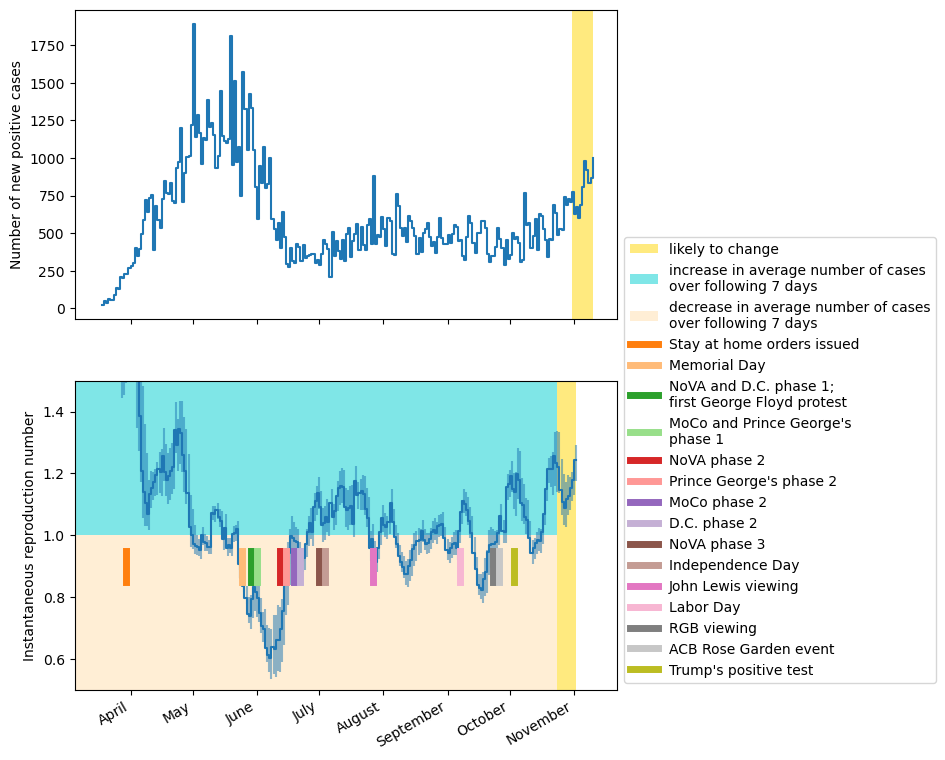 Number of new positive cases
1750
1500
1250
1000
750
500
250
0
Instantaneous reproduction number
1.4
1.2
1.0
0.8
0.6
April
May
June
July
August
September
October
November
likely to change
increase in average number of cases
over following 7 days
decrease in average number of cases
over following 7 days
Stay at home orders issued
Memorial Day
NoVA and D.C. phase 1;
first George Floyd protest
MoCo and Prince George's
phase 1
NoVA phase 2
Prince George's phase 2
MoCo phase 2
D.C. phase 2
NoVA phase 3
Independence Day
John Lewis viewing
Labor Day
RGB viewing
ACB Rose Garden event
Trump's positive test